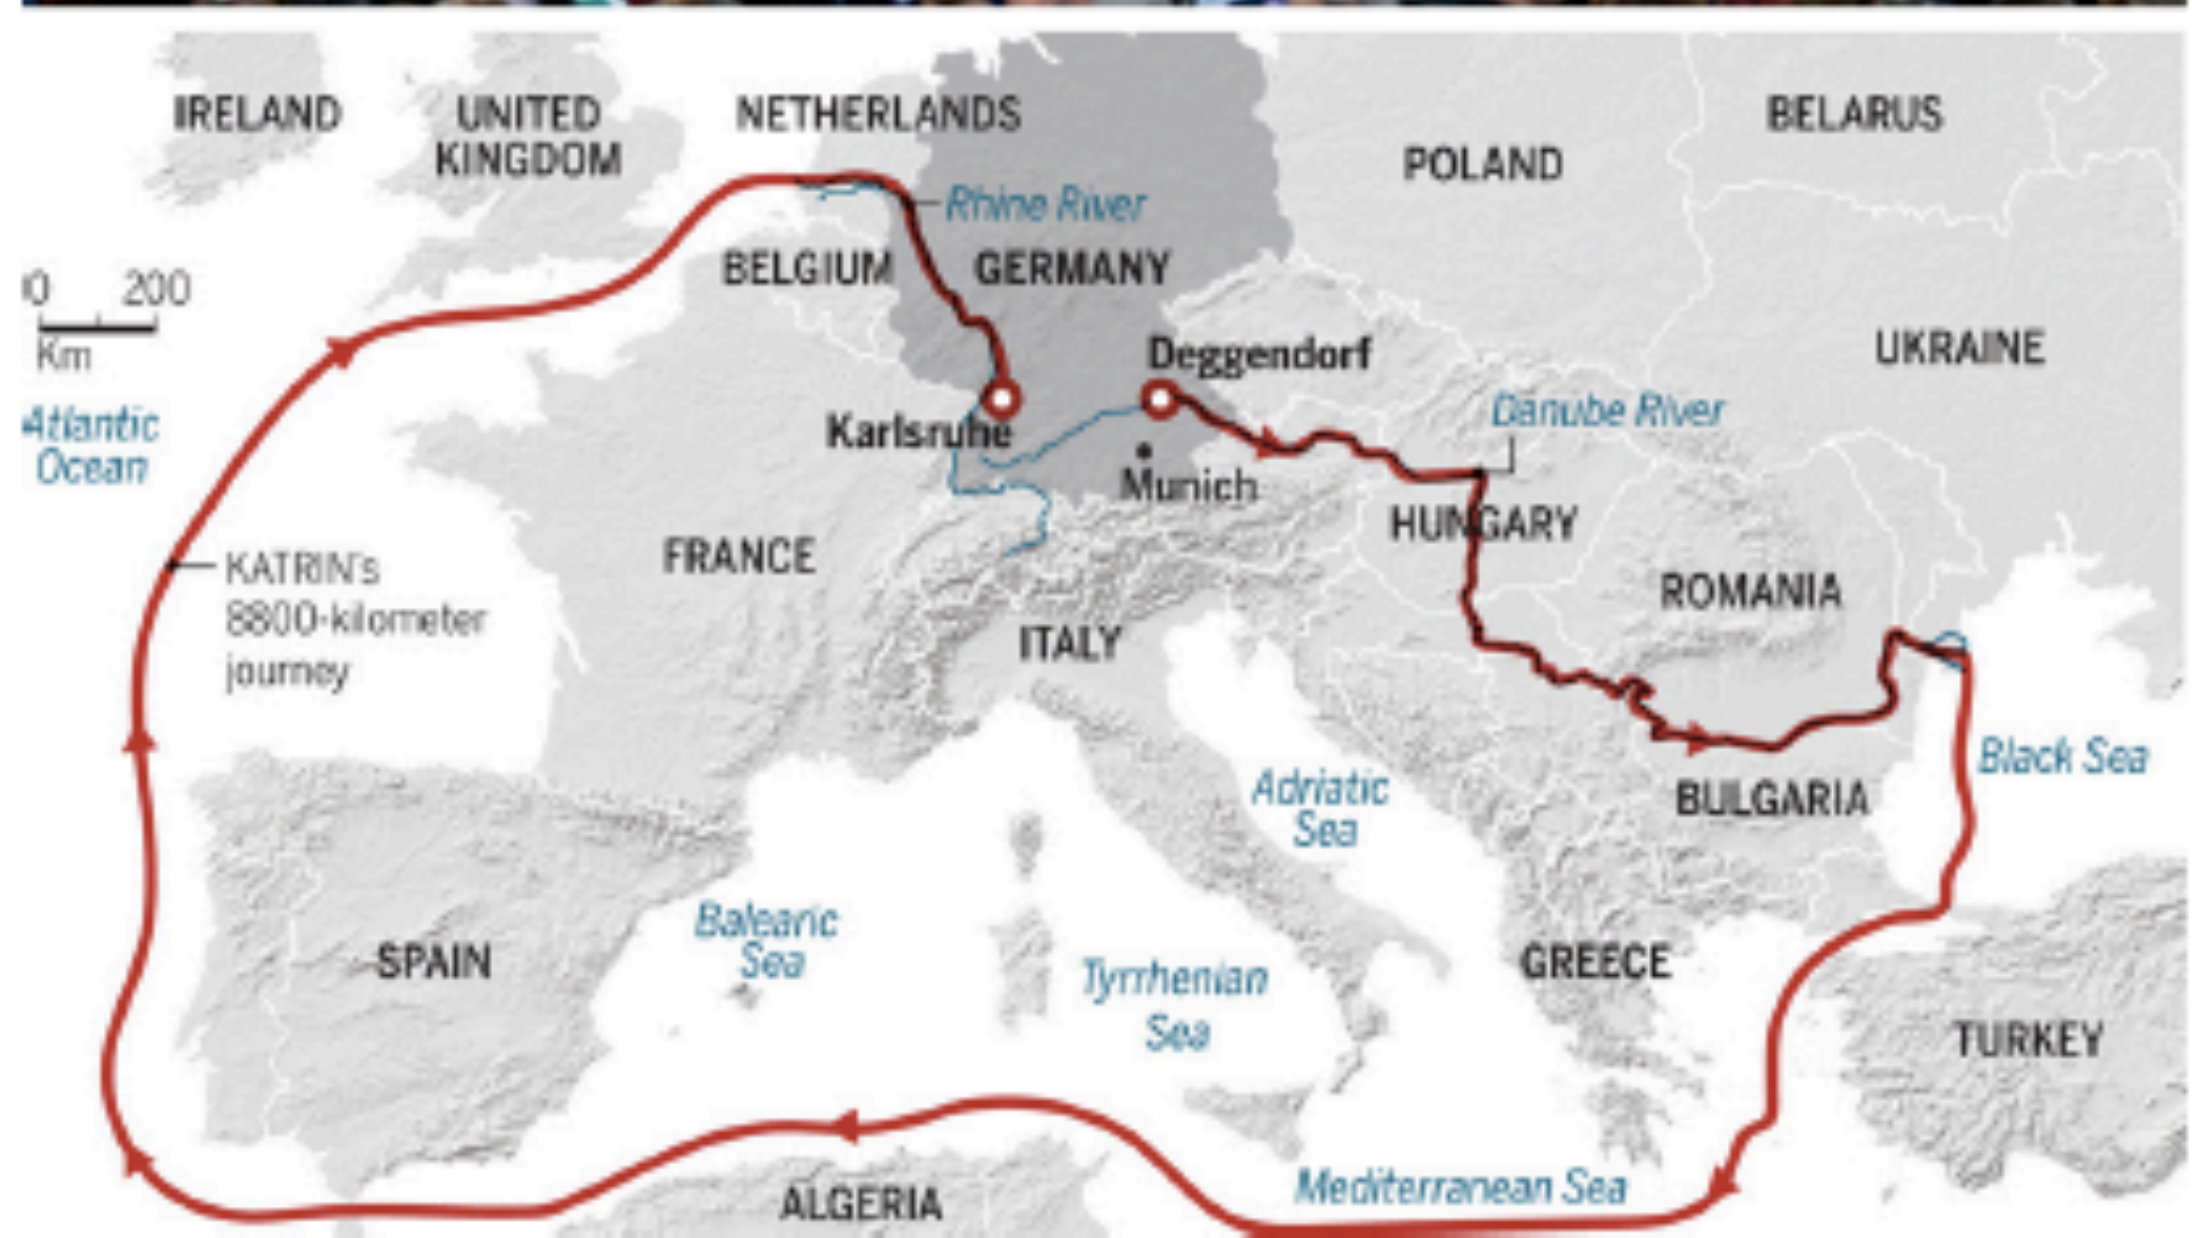 IRELAND
UNITED
KINGDOM
NETHERLANDS
BELARUS
POLAND
Rhine River
BELGIUM
GERMANY
0 200
Km
UKRAINE
Deggendorf
Danube River
Atlantic
Ocean
Karlsruhe
Munich
HUNGARY
FRANCE
KATRIN's
8800-kilometer
journey
ROMANIA
ITALY
Black Sea
Adriatic
Sea
BULGARIA
Balearic
Sea
SPAIN
Tyrrhenian
Sea
GREECE
TURKEY
Mediterranean Sea
ALGERIA